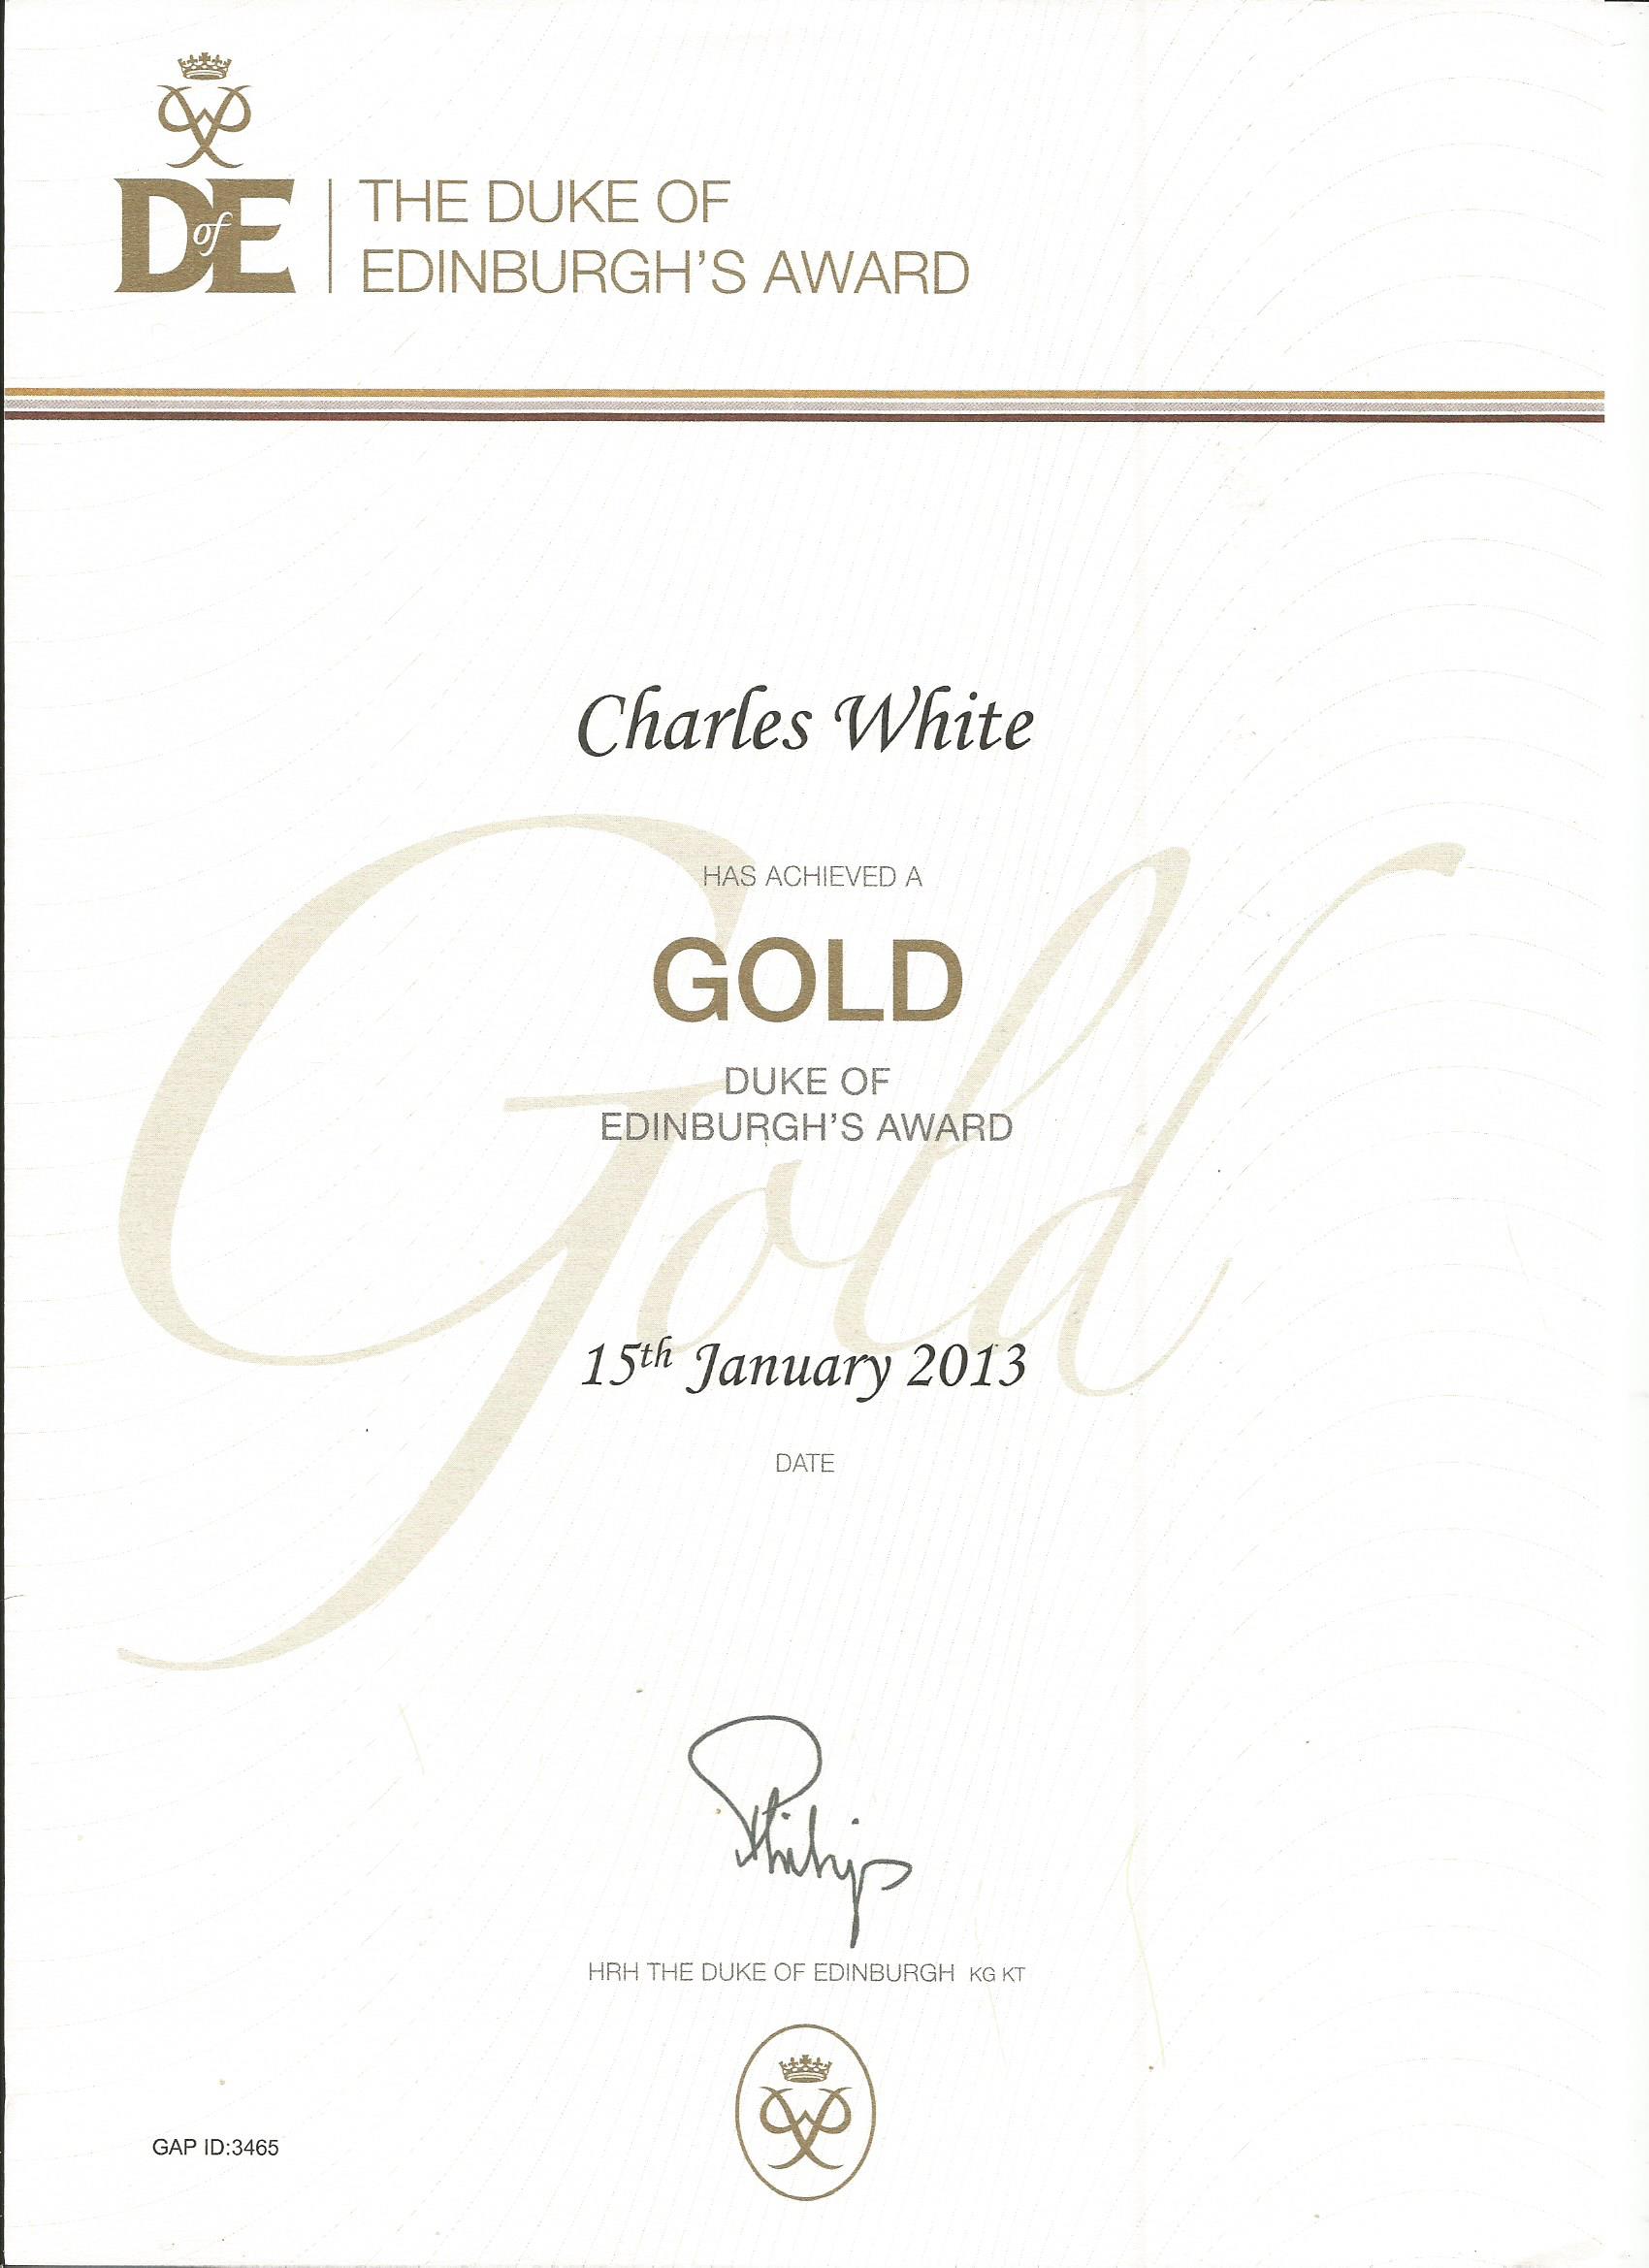 DofE
THE DUKE OF
EDINBURGH'S AWARD
Charles White
HAS ACHIEVED A
GOLD
DUKE OF
EDINBURGH'S AWARD
Gold
15th January 2013
DATE
Philip
HRH THE DUKE OF EDINBURGH KG KT
GAP ID:3465